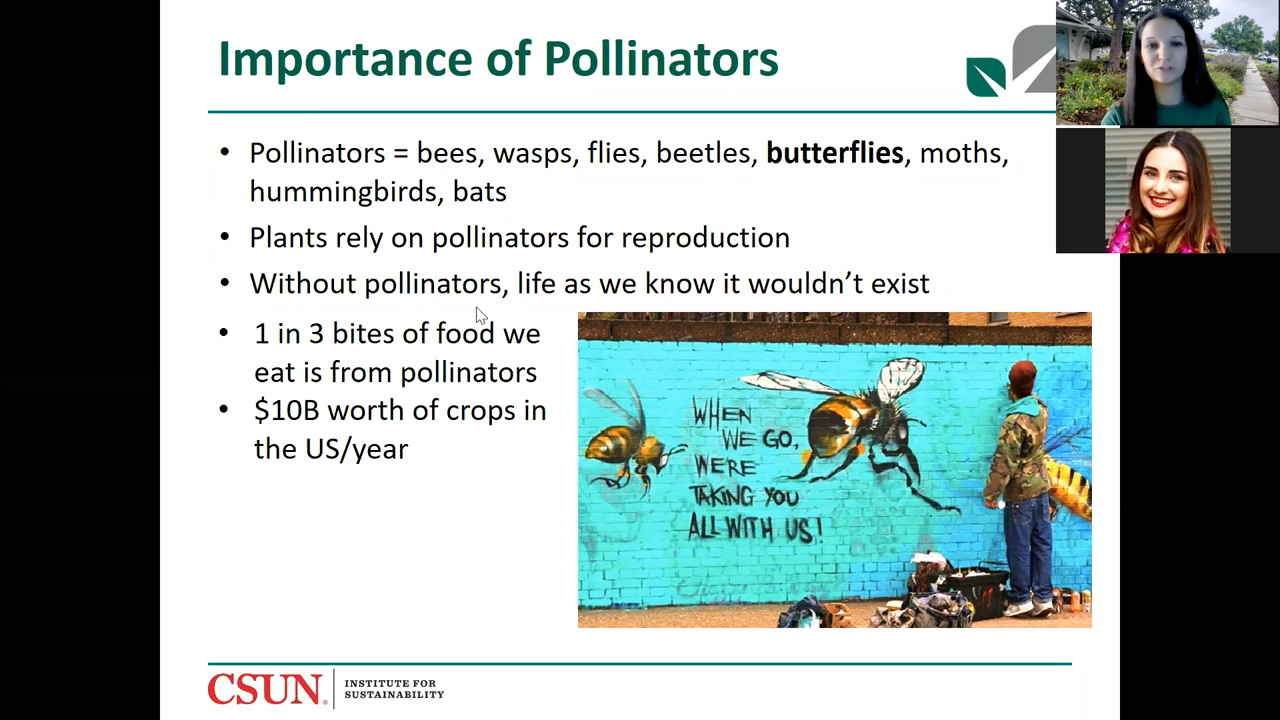 Importance of Pollinators
• Pollinators = bees, wasps, flies, beetles, butterflies, moths,
hummingbirds, bats
• Plants rely on pollinators for reproduction
• Without pollinators, life as we know it wouldn’t exist
• 1 in 3 bites of food we
eat is from pollinators
• $10B worth of crops in
the US/year
WHEN
WE GO,
WE'RE
TAKING YOU
ALL WITH US!
CSUN.
INSTITUTE FOR
SUSTAINABILITY